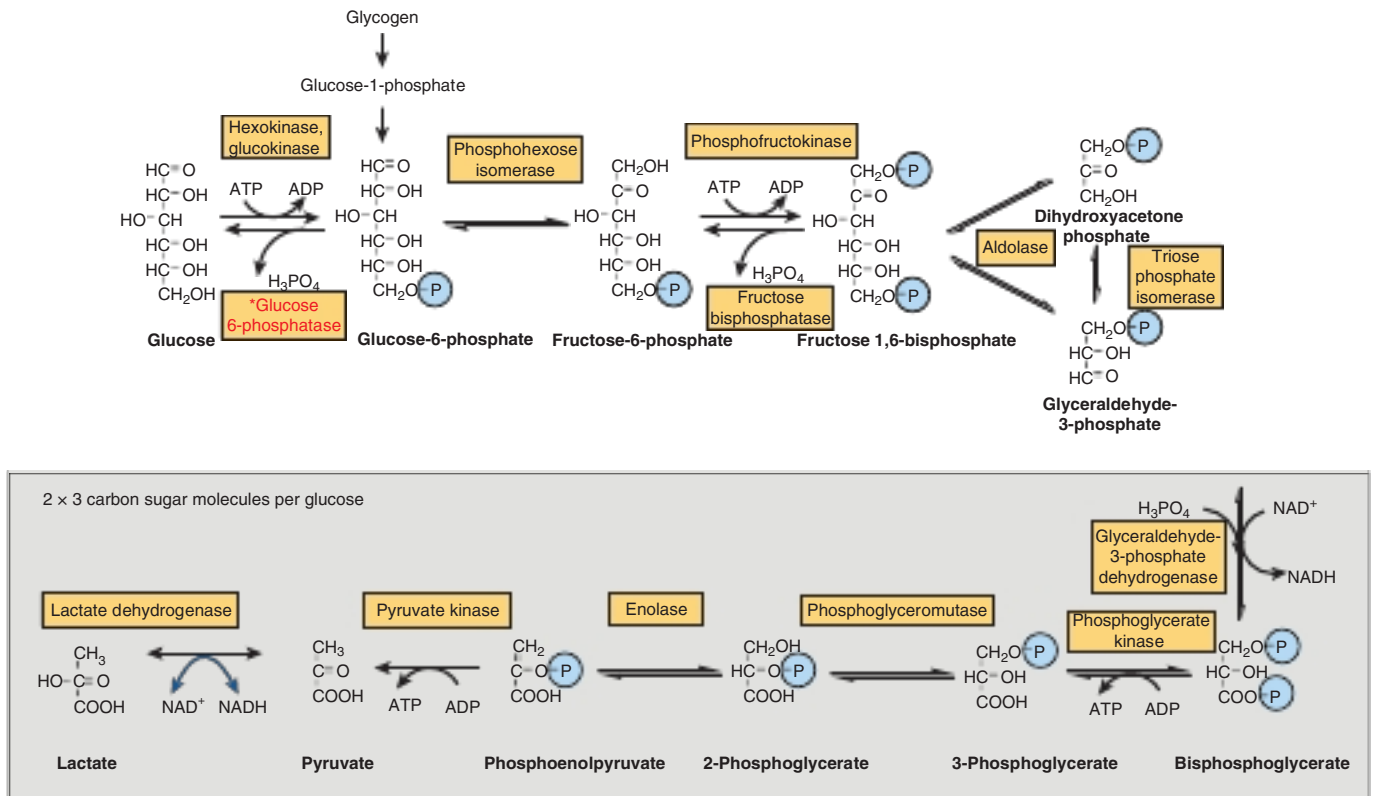 Glycogen
Glucose-1-phosphate
Hexokinase,
glucokinase
HC=O
HC-OH
HO-CH
HC-OH
HC-OH
CH2OH
Glucose
ATP
ADP
H3PO4
*Glucose
6-phosphatase
HC=O
HC-OH
HO-CH
HC-OH
HC-OH
CH2O-P
Glucose-6-phosphate
Phosphohexose
isomerase
CH2OH
C=O
HO-CH
HC-OH
HC-OH
CH2O-P
Fructose-6-phosphate
Phosphofructokinase
ATP
ADP
H3PO4
Fructose
bisphosphatase
CH2O-P
C=O
HO-CH
HC-OH
HC-OH
CH2O-P
Fructose 1,6-bisphosphate
Aldolase
CH2O-P
C=O
CH2OH
Dihydroxyacetone
phosphate
Triose
phosphate
isomerase
CH2O-P
HC-OH
HC=O
Glyceraldehyde-
3-phosphate
2 × 3 carbon sugar molecules per glucose
H3PO4
NAD+
Glyceraldehyde-
3-phosphate
dehydrogenase
NADH
Lactate dehydrogenase
CH3
HO-C=O
COOH
Lactate
NAD+
NADH
Pyruvate kinase
CH3
C=O
COOH
Pyruvate
ATP
ADP
Enolase
CH2
C-O-P
COOH
Phosphoenolpyruvate
Phosphoglyceromutase
CH2OH
HC-O-P
COOH
2-Phosphoglycerate
Phosphoglycerate
kinase
CH2O-P
HC-OH
COOH
3-Phosphoglycerate
ATP
ADP
CH2O-P
HC-OH
COO-P
Bisphosphoglycerate